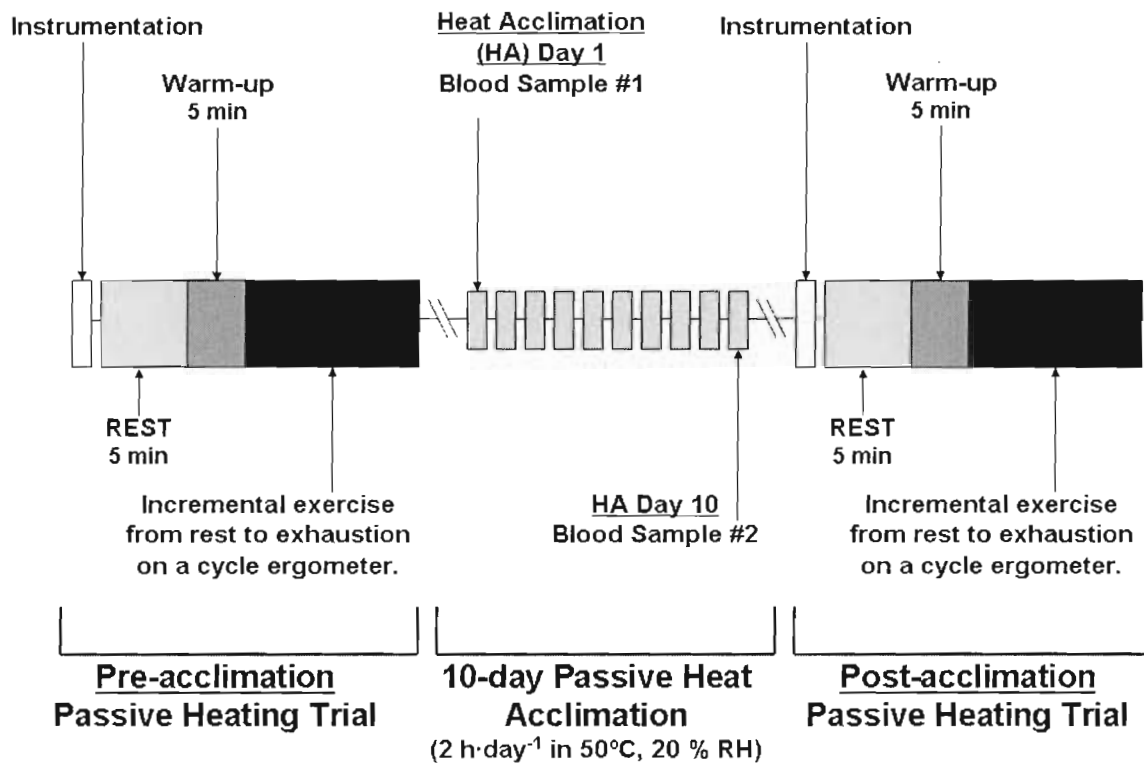 Instrumentation
Warm-up
5 min
REST
5 min
Incremental exercise
from rest to exhaustion
on a cycle ergometer.
Pre-acclimation
Passive Heating Trial
Heat Acclimation
(HA) Day 1
Blood Sample #1
HA Day 10
Blood Sample #2
10-day Passive Heat
Acclimation
(2 h·day⁻¹ in 50°C, 20 % RH)
Instrumentation
Warm-up
5 min
REST
5 min
Incremental exercise
from rest to exhaustion
on a cycle ergometer.
Post-acclimation
Passive Heating Trial